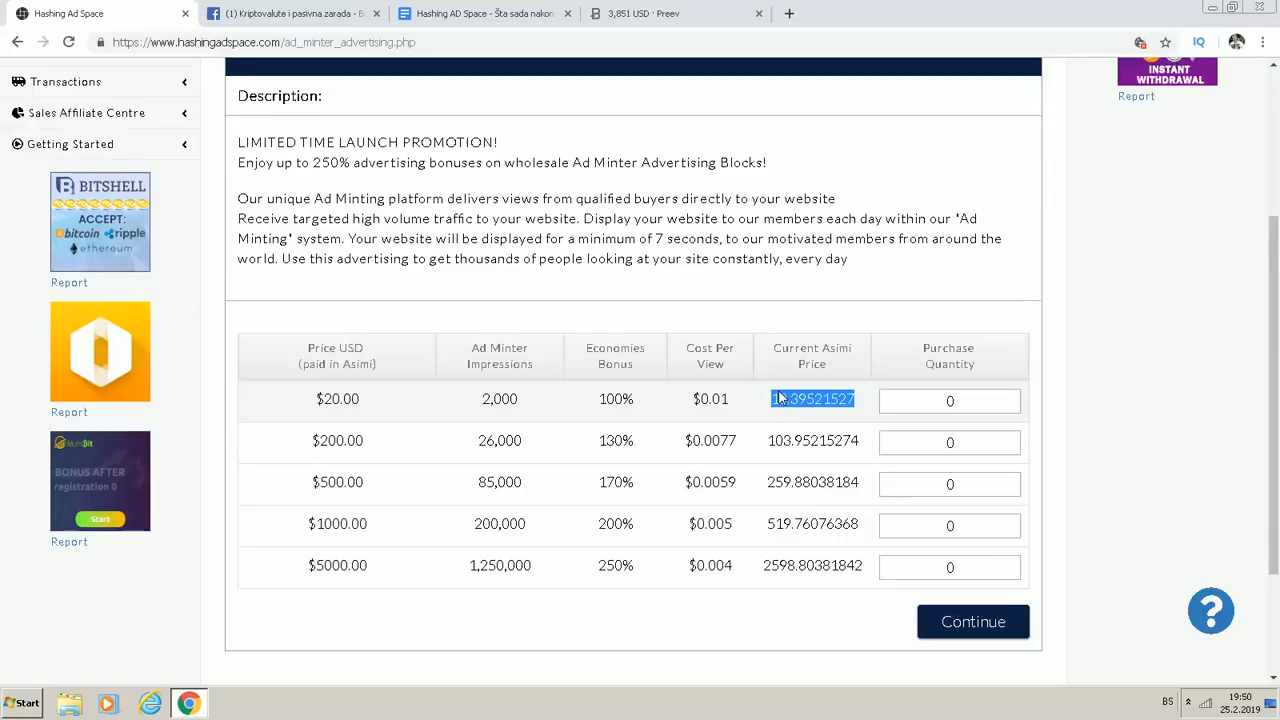 Hashing AD Space
(1) Kriptovalute i pasivna zarada - B
Hashing AD Space - Šta sada nakon
3,851 USD · Preev
https://www.hashingadspace.com/ad_minter_advertising.php
IQ
Transactions
Sales Affiliate Centre
Getting Started
BITSHELL
ACCEPT:
bitcoin ripple
ethereum
Report
Report
BONUS AFTER
registration 0
Start
Report
INSTANT
WITHDRAWAL
Report
Description:
LIMITED TIME LAUNCH PROMOTION!
Enjoy up to 250% advertising bonuses on wholesale Ad Minter Advertising Blocks!
Our unique Ad Minting platform delivers views from qualified buyers directly to your website
Receive targeted high volume traffic to your website. Display your website to our members each day within our "Ad
Minting" system. Your website will be displayed for a minimum of 7 seconds, to our motivated members from around the
world. Use this advertising to get thousands of people looking at your site constantly, every day
Price USD Ad Minter Economies Cost Per Current Asimi Purchase
(paid in Asimi) Impressions Bonus View Price Quantity
$20.00 2,000 100% $0.01 10.39521527 0
$200.00 26,000 130% $0.0077 103.95215274 0
$500.00 85,000 170% $0.0059 259.88038184 0
$1000.00 200,000 200% $0.005 519.76076368 0
$5000.00 1,250,000 250% $0.004 2598.80381842 0
Continue
?
Start
BS
19:50
25.2.2019